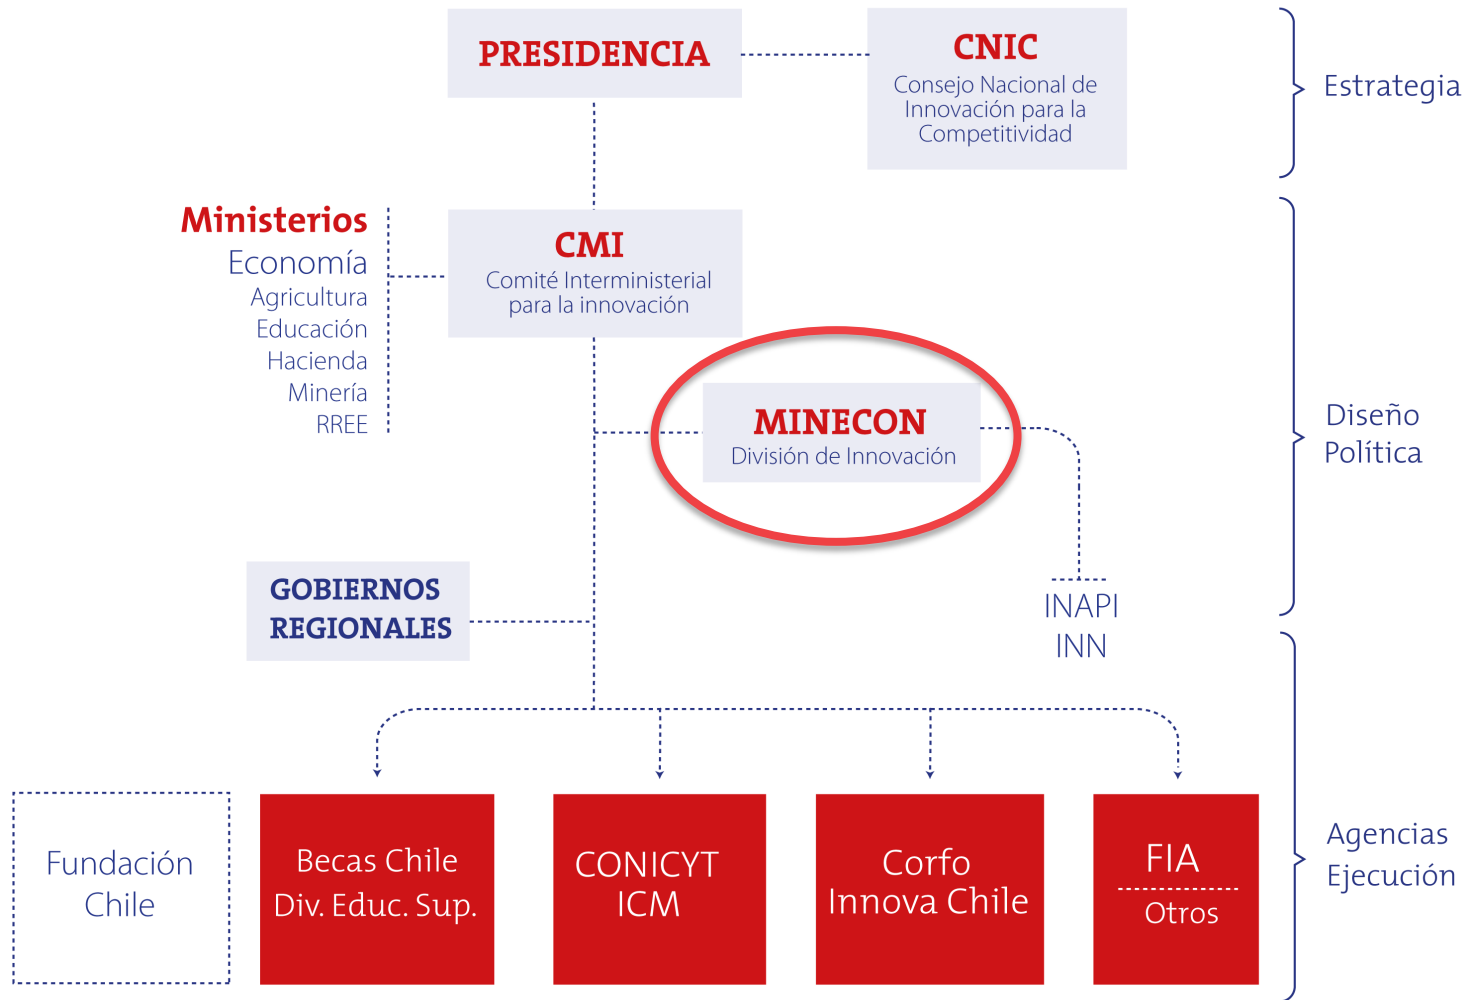 PRESIDENCIA
CNIC
Consejo Nacional de
Innovación para la
Competitividad
Estrategia
Ministerios
Economía
Agricultura
Educación
Hacienda
Minería
RREE
CMI
Comité Interministerial
para la innovación
MINECON
División de Innovación
Diseño
Política
GOBIERNOS
REGIONALES
INAPI
INN
Fundación
Chile
Becas Chile
Div. Educ. Sup.
CONICYT
ICM
Corfo
Innova Chile
FIA
Otros
Agencias
Ejecución